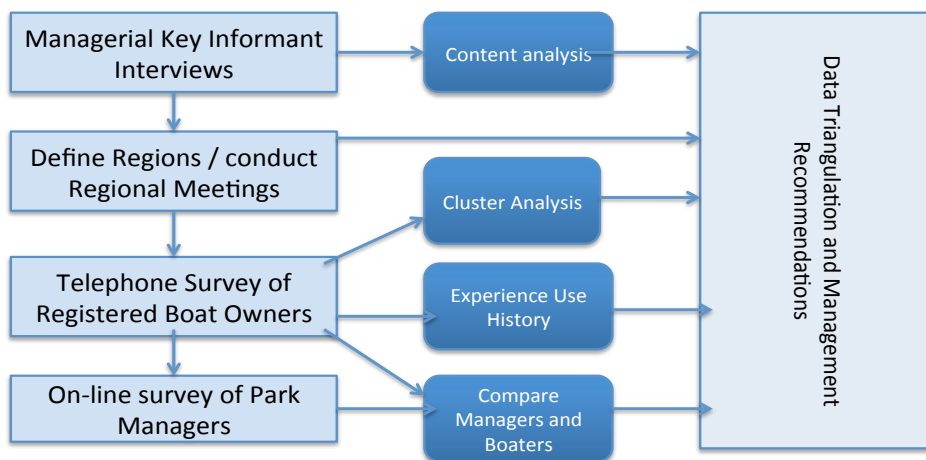 Managerial Key Informant
Interviews
Content analysis
Define Regions / conduct
Regional Meetings
Cluster Analysis
Telephone Survey of
Registered Boat Owners
Experience Use
History
On-line survey of Park
Managers
Compare
Managers and
Boaters
Data Triangulation and Management
Recommendations